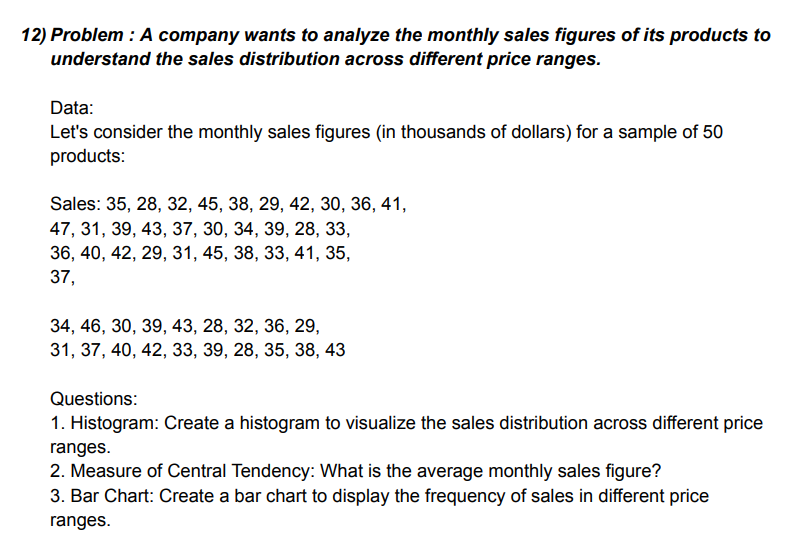 12) Problem : A company wants to analyze the monthly sales figures of its products to
understand the sales distribution across different price ranges.
Data:
Let's consider the monthly sales figures (in thousands of dollars) for a sample of 50
products:
Sales: 35, 28, 32, 45, 38, 29, 42, 30, 36, 41,
47, 31, 39, 43, 37, 30, 34, 39, 28, 33,
36, 40, 42, 29, 31, 45, 38, 33, 41, 35,
37,
34, 46, 30, 39, 43, 28, 32, 36, 29,
31, 37, 40, 42, 33, 39, 28, 35, 38, 43
Questions:
1. Histogram: Create a histogram to visualize the sales distribution across different price
ranges.
2. Measure of Central Tendency: What is the average monthly sales figure?
3. Bar Chart: Create a bar chart to display the frequency of sales in different price
ranges.